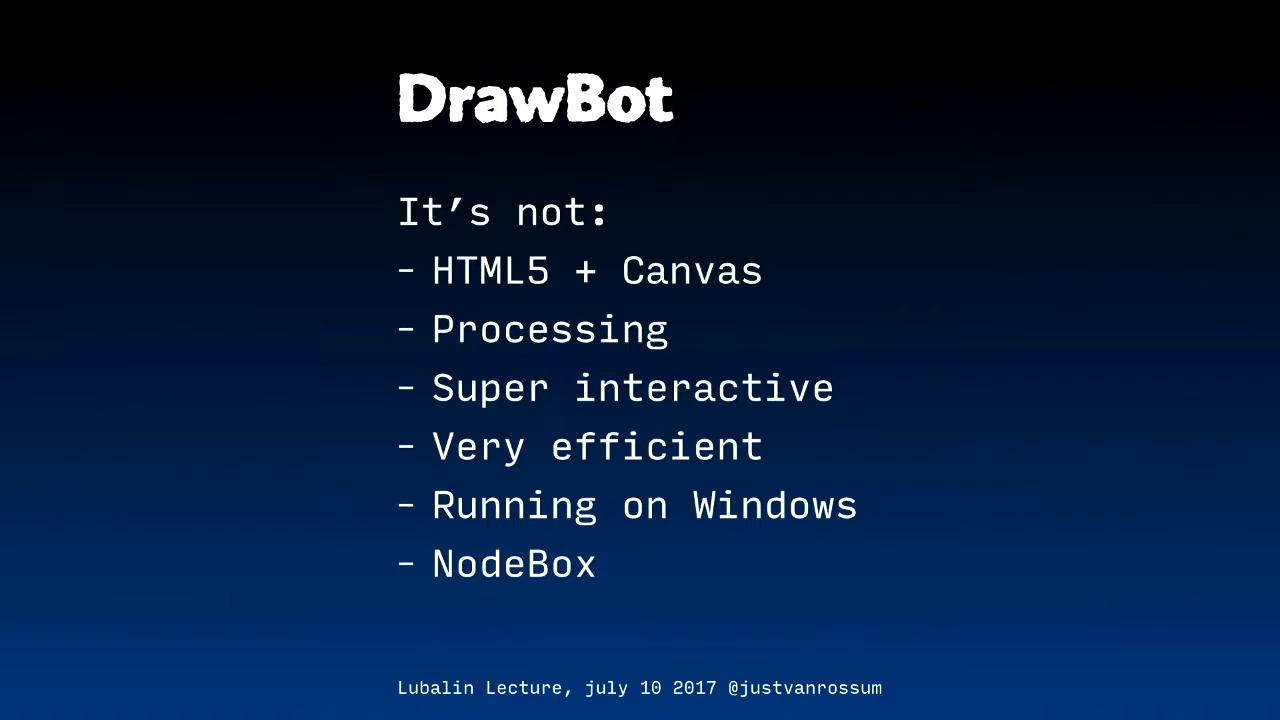 DrawBot
It’s not:
– HTML5 + Canvas
– Processing
– Super interactive
– Very efficient
– Running on Windows
– NodeBox
Lubalin Lecture, july 10 2017 @justvanrossum